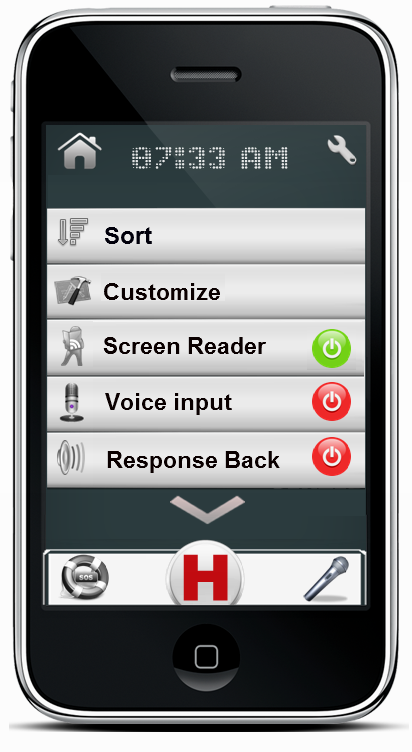 07:33 AM
Sort
Customize
Screen Reader
Voice input
Response Back
SOS
H